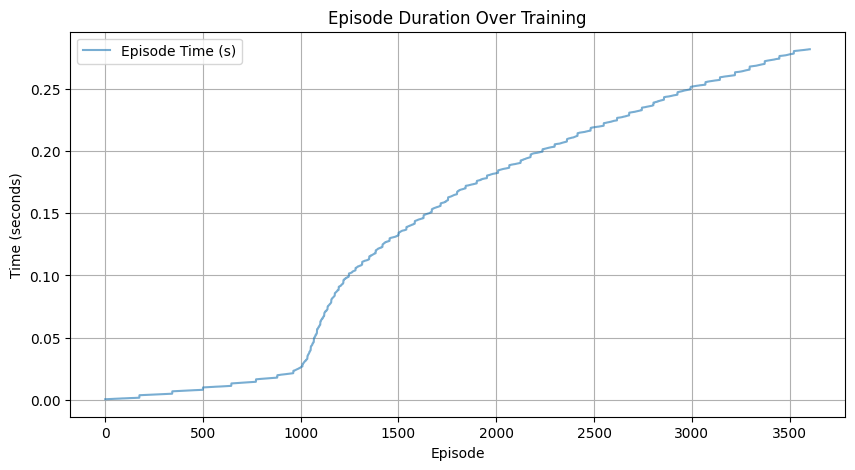 Episode Duration Over Training
Episode Time (s)
Time (seconds)
0.25
0.20
0.15
0.10
0.05
0.00
0 500 1000 1500 2000 2500 3000 3500
Episode